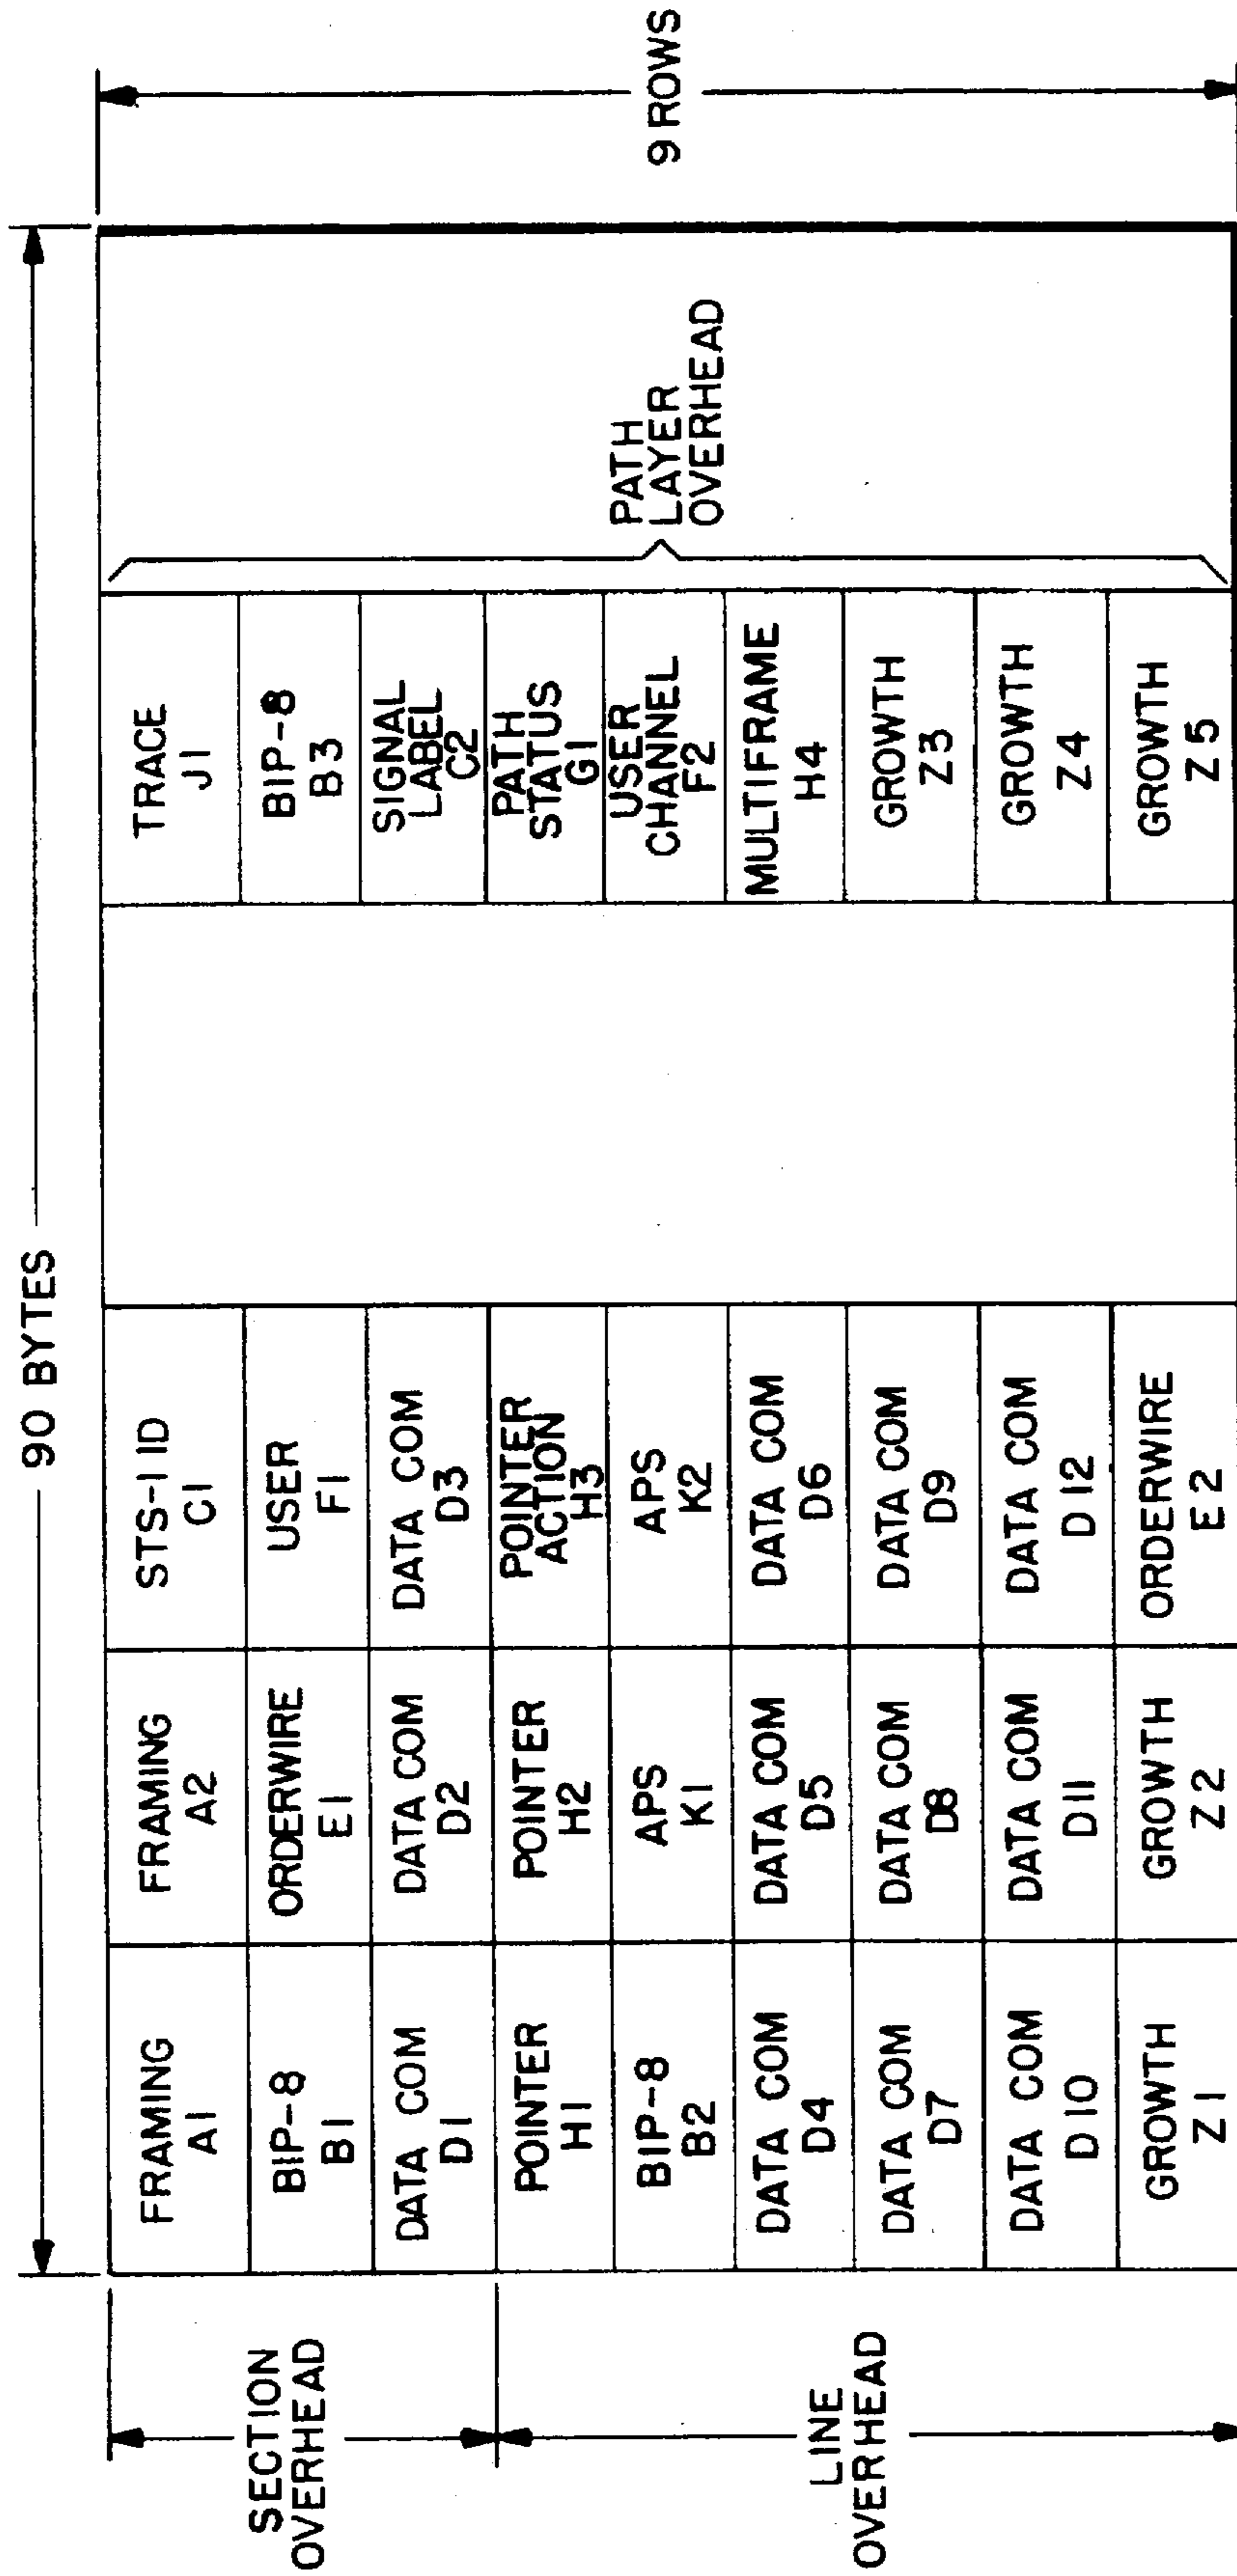 90 BYTES
9 ROWS
SECTION
OVERHEAD
LINE
OVERHEAD
FRAMING
A1
FRAMING
A2
STS-1 ID
C1
TRACE
J1
BIP-8
B1
ORDERWIRE
E1
USER
F1
BIP-8
B3
DATA COM
D1
DATA COM
D2
DATA COM
D3
SIGNAL
LABEL
C2
POINTER
H1
POINTER
H2
POINTER
ACTION
H3
PATH
STATUS
G1
BIP-8
B2
APS
K1
APS
K2
USER
CHANNEL
F2
DATA COM
D4
DATA COM
D5
DATA COM
D6
MULTIFRAME
H4
DATA COM
D7
DATA COM
D8
DATA COM
D9
GROWTH
Z3
DATA COM
D10
DATA COM
D11
DATA COM
D12
GROWTH
Z4
GROWTH
Z1
GROWTH
Z2
ORDERWIRE
E2
GROWTH
Z5
PATH
LAYER
OVERHEAD